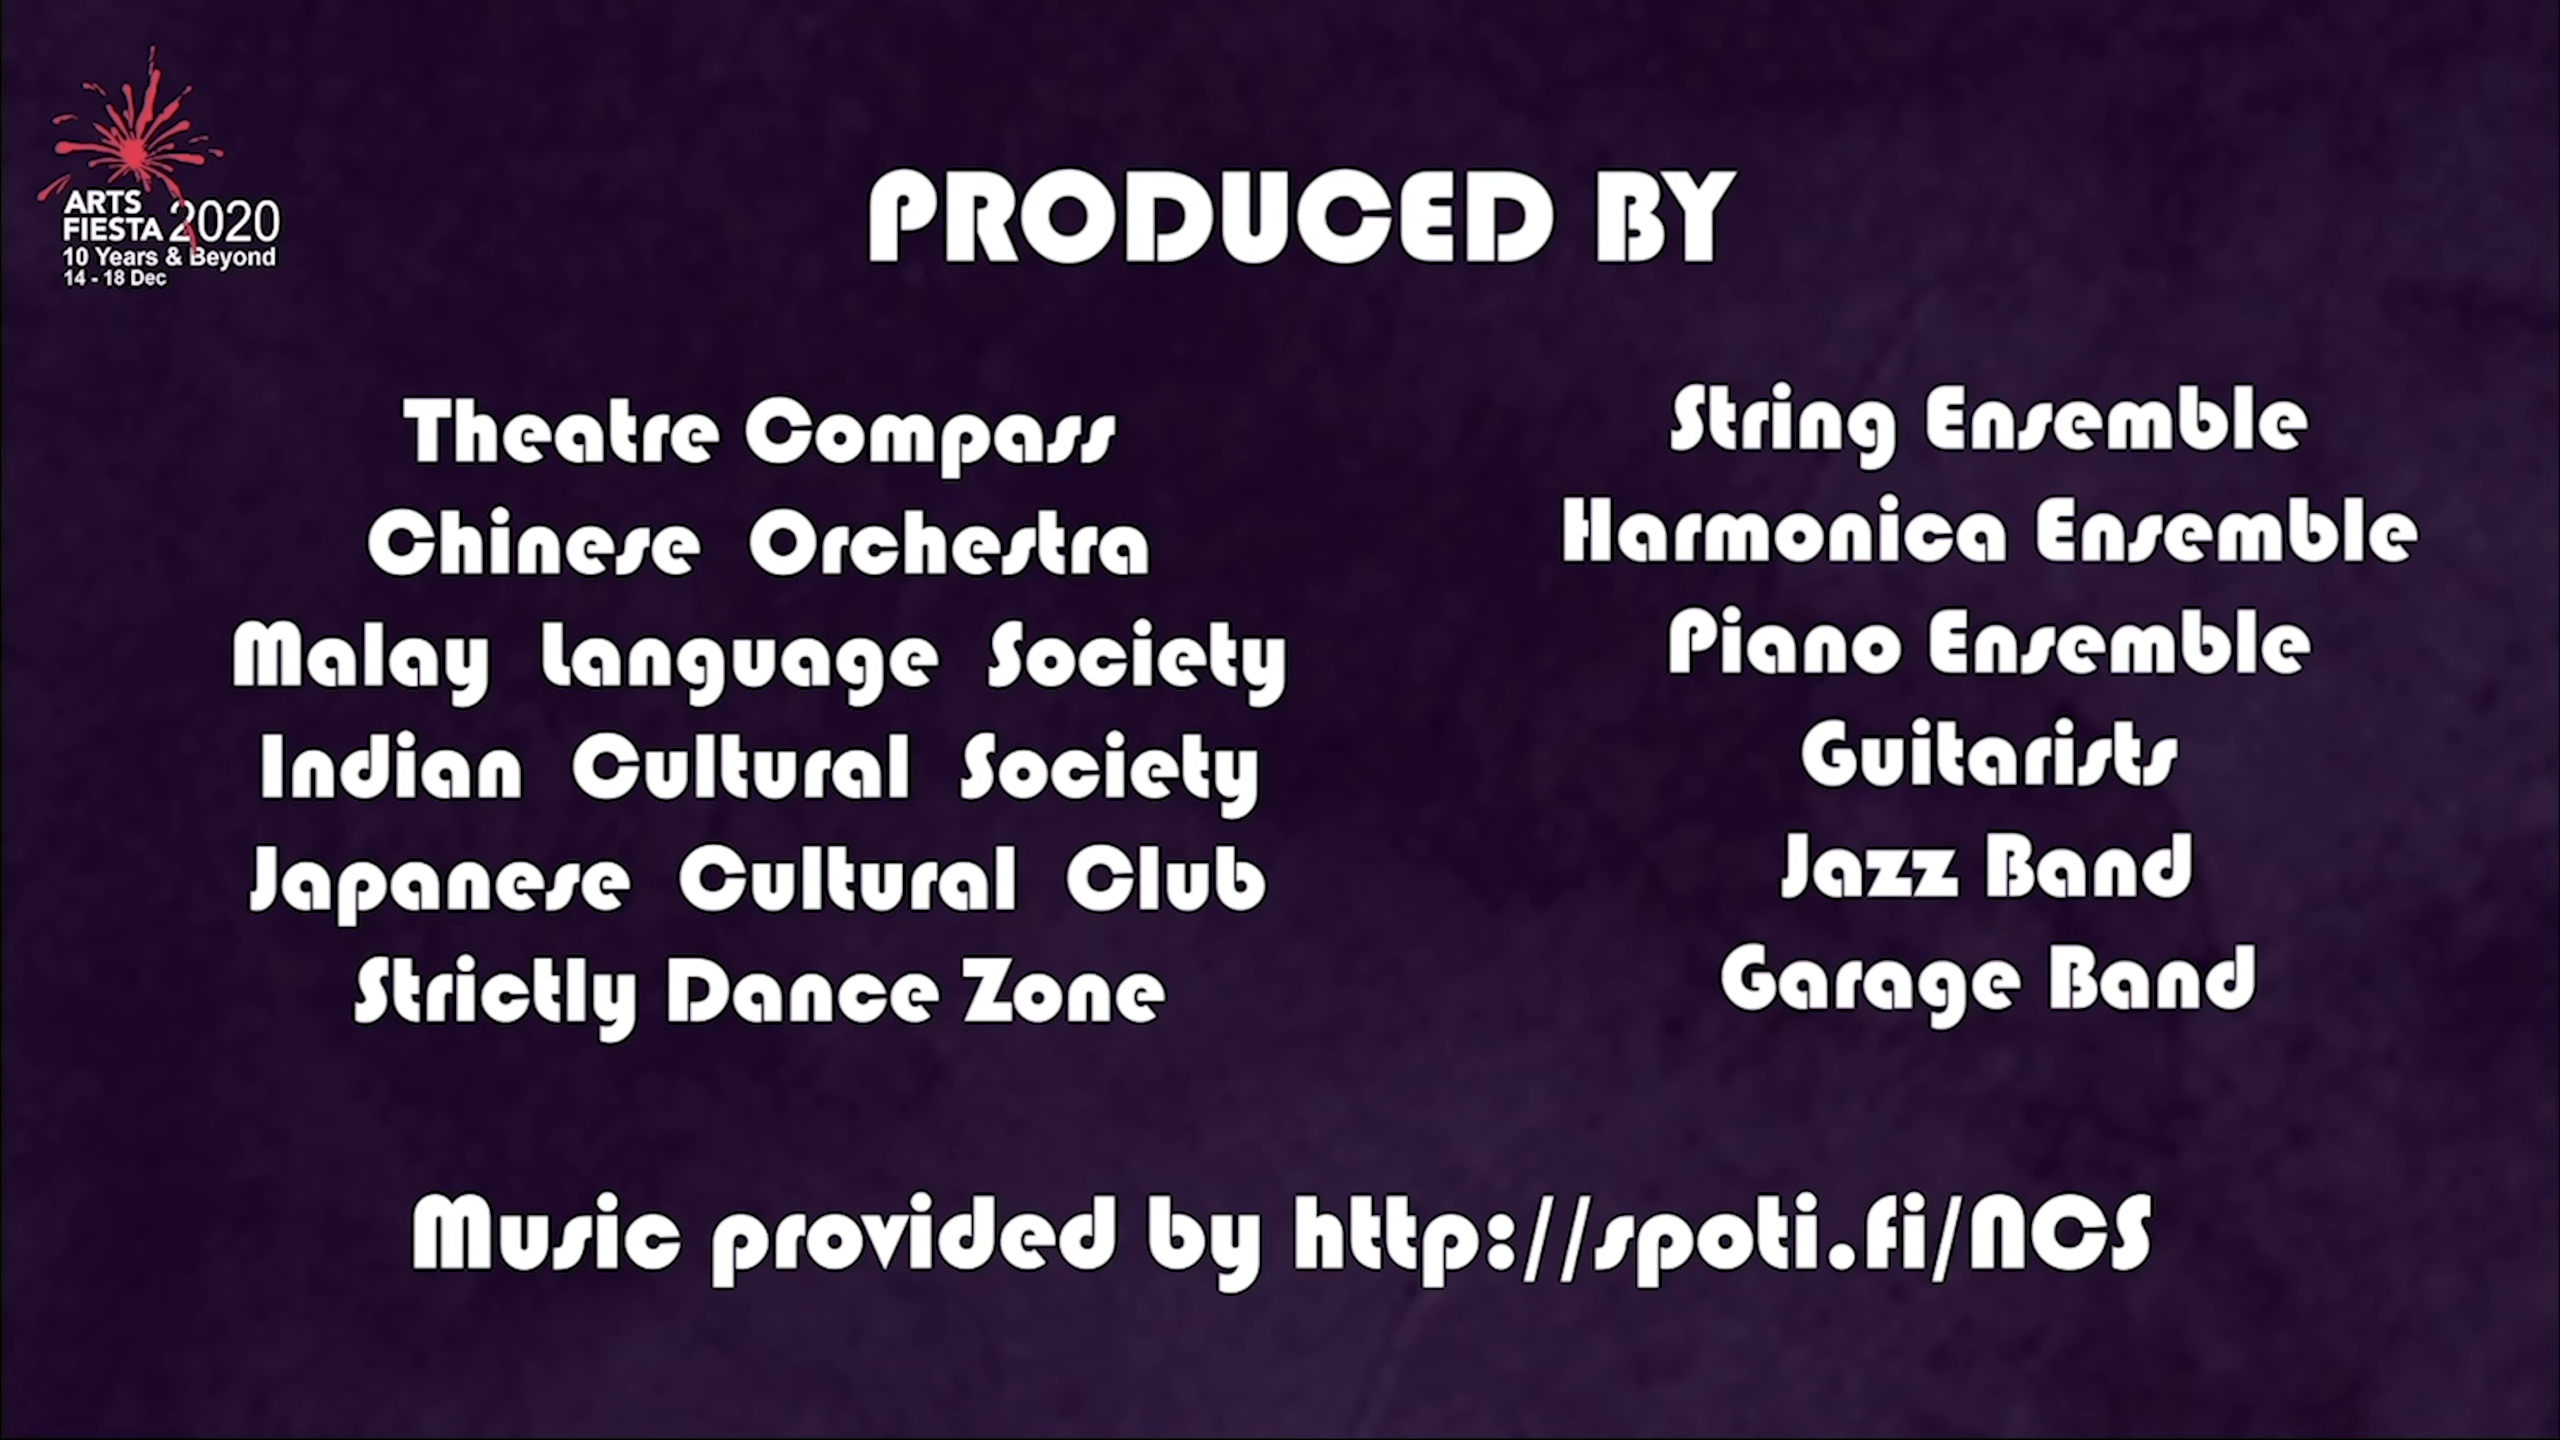 ARTS
FIESTA 2020
10 Years & Beyond
14 - 18 Dec
PRODUCED BY
Theatre Compass
Chinese Orchestra
Malay Language Society
Indian Cultural Society
Japanese Cultural Club
Strictly Dance Zone
String Ensemble
Harmonica Ensemble
Piano Ensemble
Guitarists
Jazz Band
Garage Band
Music provided by http://spoti.fi/NCS